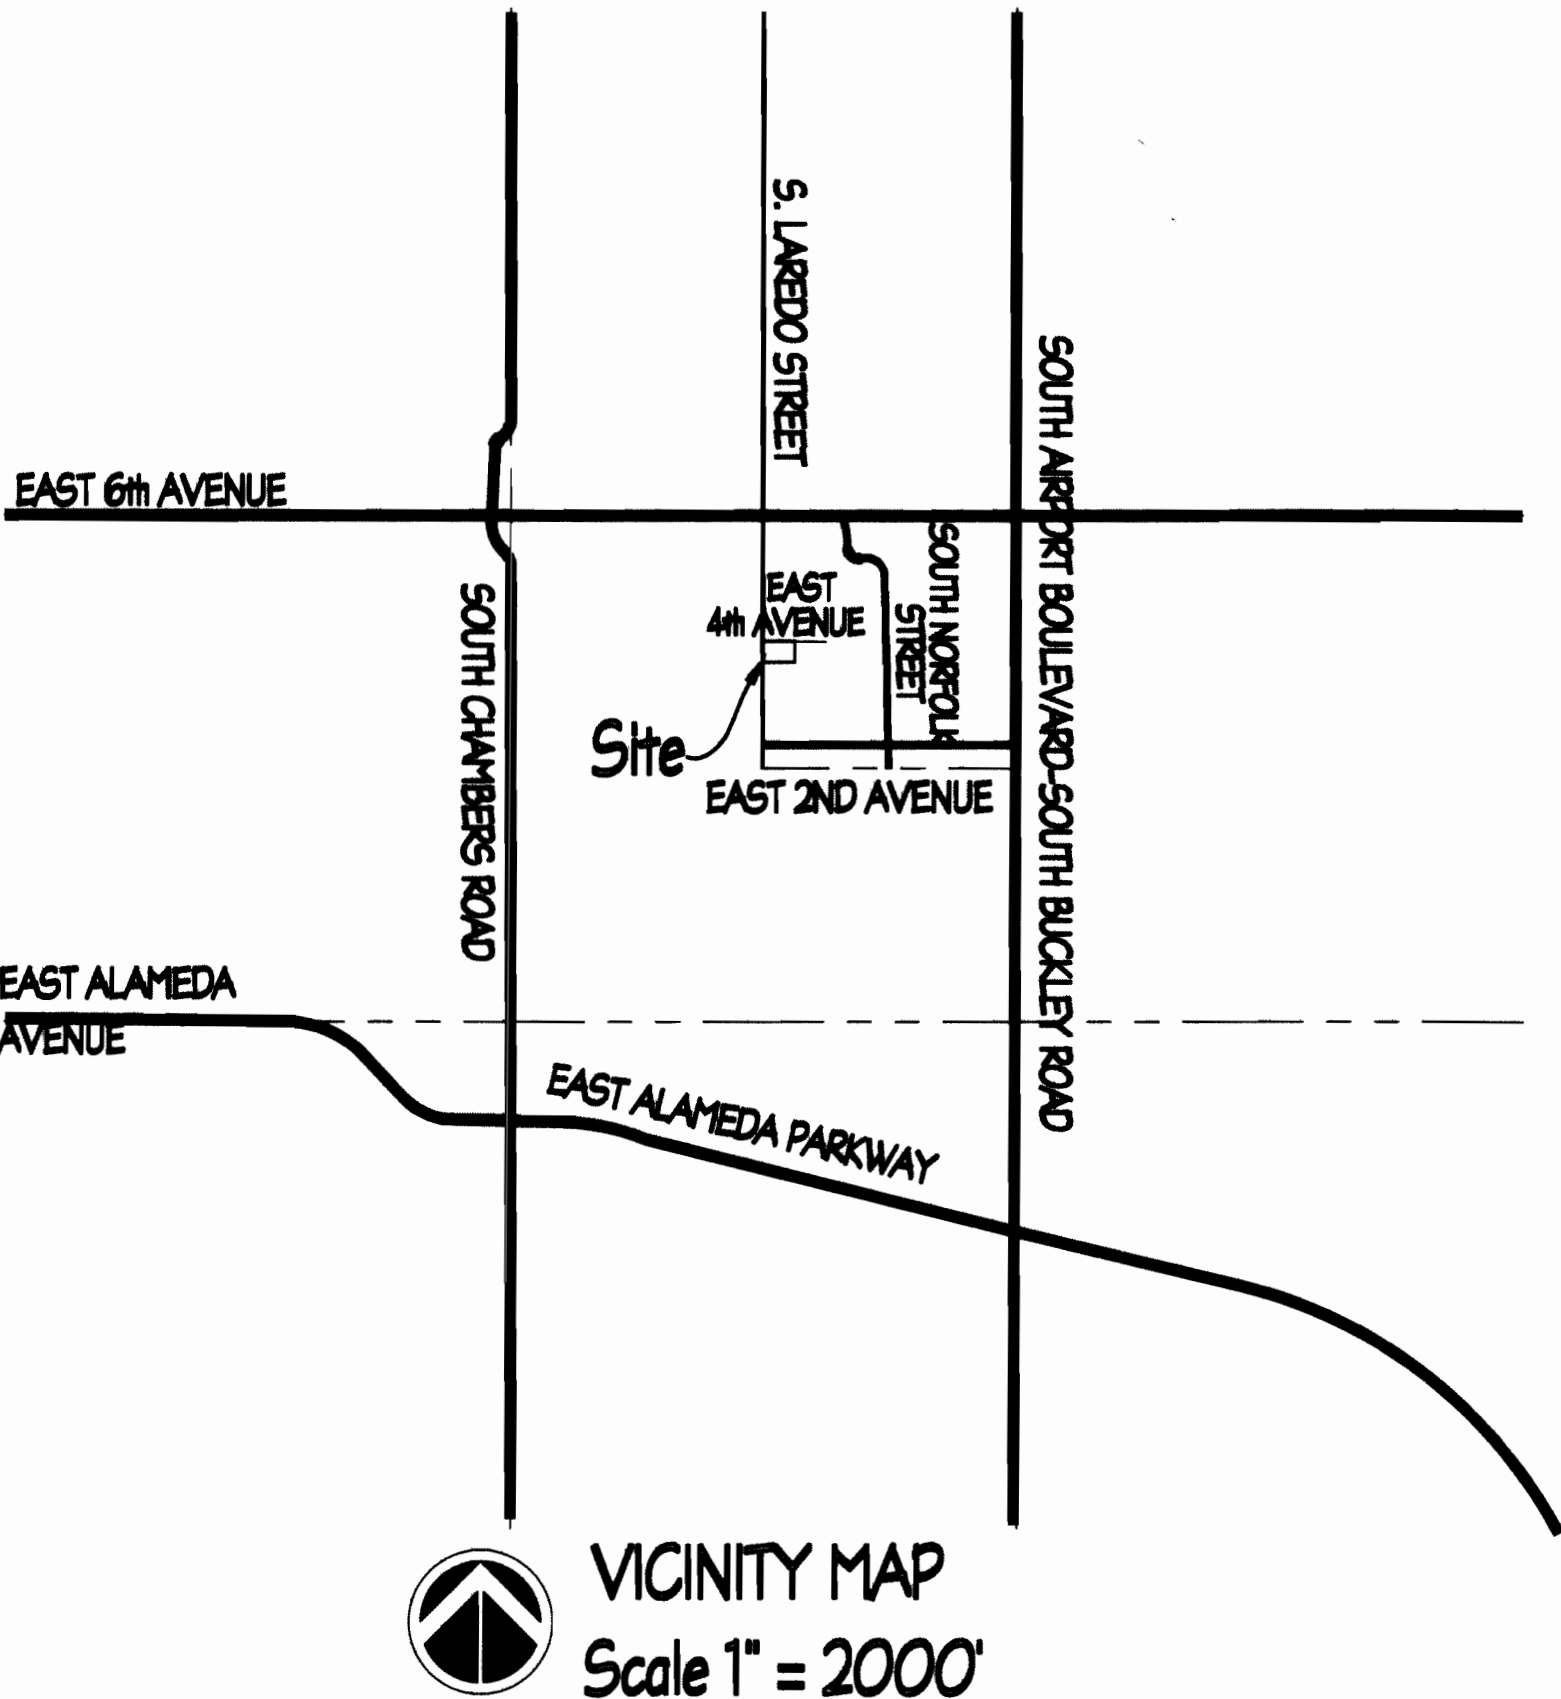 S. LAREDO STREET
SOUTH AIRPORT BOULEVARD-SOUTH BUCKLEY ROAD
EAST 6th AVENUE
SOUTH NORFOLK
STREET
EAST
4th AVENUE
SOUTH CHAMBERS ROAD
Site
EAST 2ND AVENUE
EAST ALAMEDA
AVENUE
EAST ALAMEDA PARKWAY
VICINITY MAP
Scale 1" = 2000'